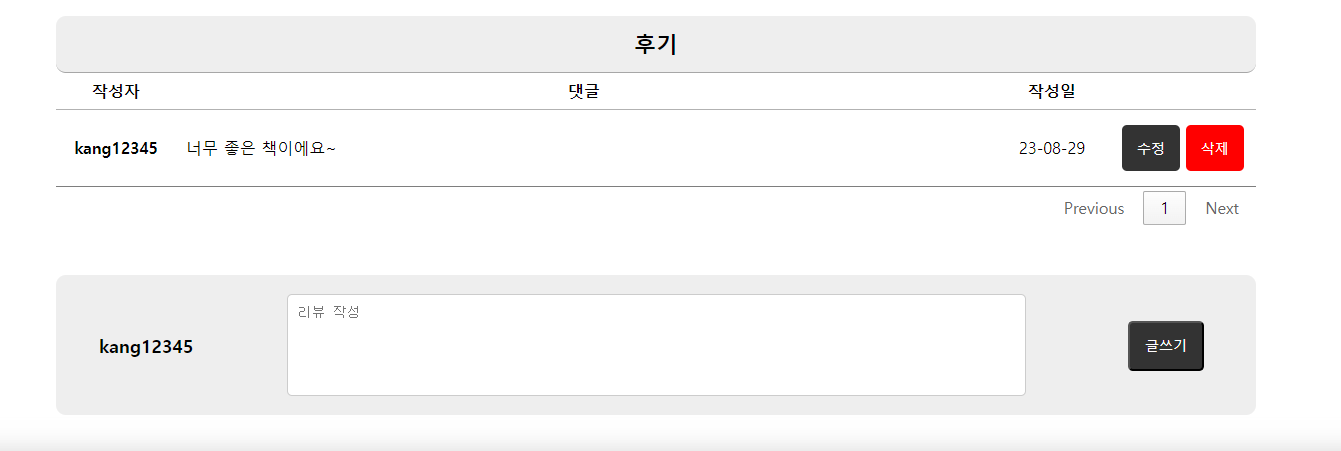 후기
작성자 댓글 작성일
kang12345 너무 좋은 책이에요~ 23-08-29 수정 삭제
Previous 1 Next
리뷰 작성
kang12345 글쓰기